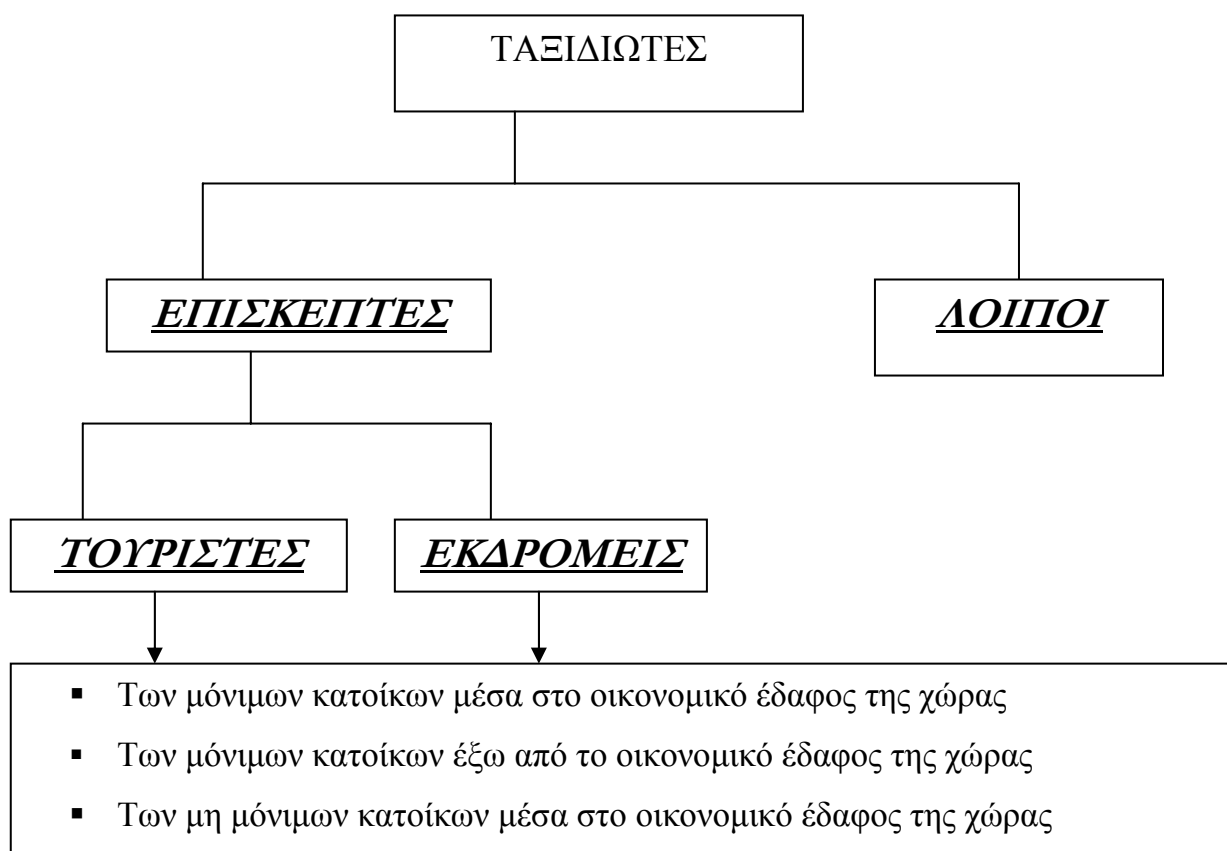 ΤΑΞΙΔΙΩΤΕΣ
ΕΠΙΣΚΕΠΤΕΣ
ΛΟΙΠΟΙ
ΤΟΥΡΙΣΤΕΣ
ΕΚΔΡΟΜΕΙΣ
▪ Των μόνιμων κατοίκων μέσα στο οικονομικό έδαφος της χώρας
▪ Των μόνιμων κατοίκων έξω από το οικονομικό έδαφος της χώρας
▪ Των μη μόνιμων κατοίκων μέσα στο οικονομικό έδαφος της χώρας